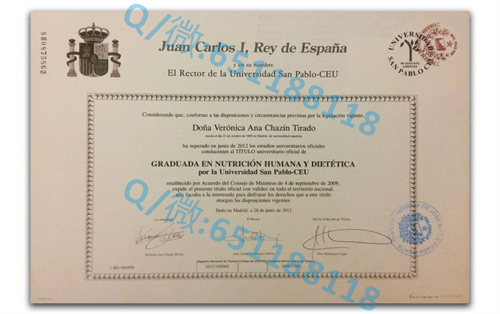 Q/微:651188118
Juan Carlos I, Rey de España
y en su nombre
El Rector de la Universidad San Pablo-CEU
UNIVERSIDAD
SAN PABLO CEU
Considerando que, conforme a las disposiciones y circunstancias previstas por la legislación vigente,
Doña Verónica Ana Chazin Tirado
ha superado en junio de 2012 los estudios universitarios oficiales
conducentes al TÍTULO universitario oficial de
GRADUADA EN NUTRICIÓN HUMANA Y DIETÉTICA
por la Universidad San Pablo-CEU
establecido por Acuerdo del Consejo de Ministros de 4 de septiembre de 2009,
expide el presente título oficial con validez en todo el territorio nacional,
que faculta a la interesada para disfrutar los derechos que a este título
otorgan las disposiciones vigentes.
Dado en Madrid, a 28 de junio de 2012
Q/微:651188118